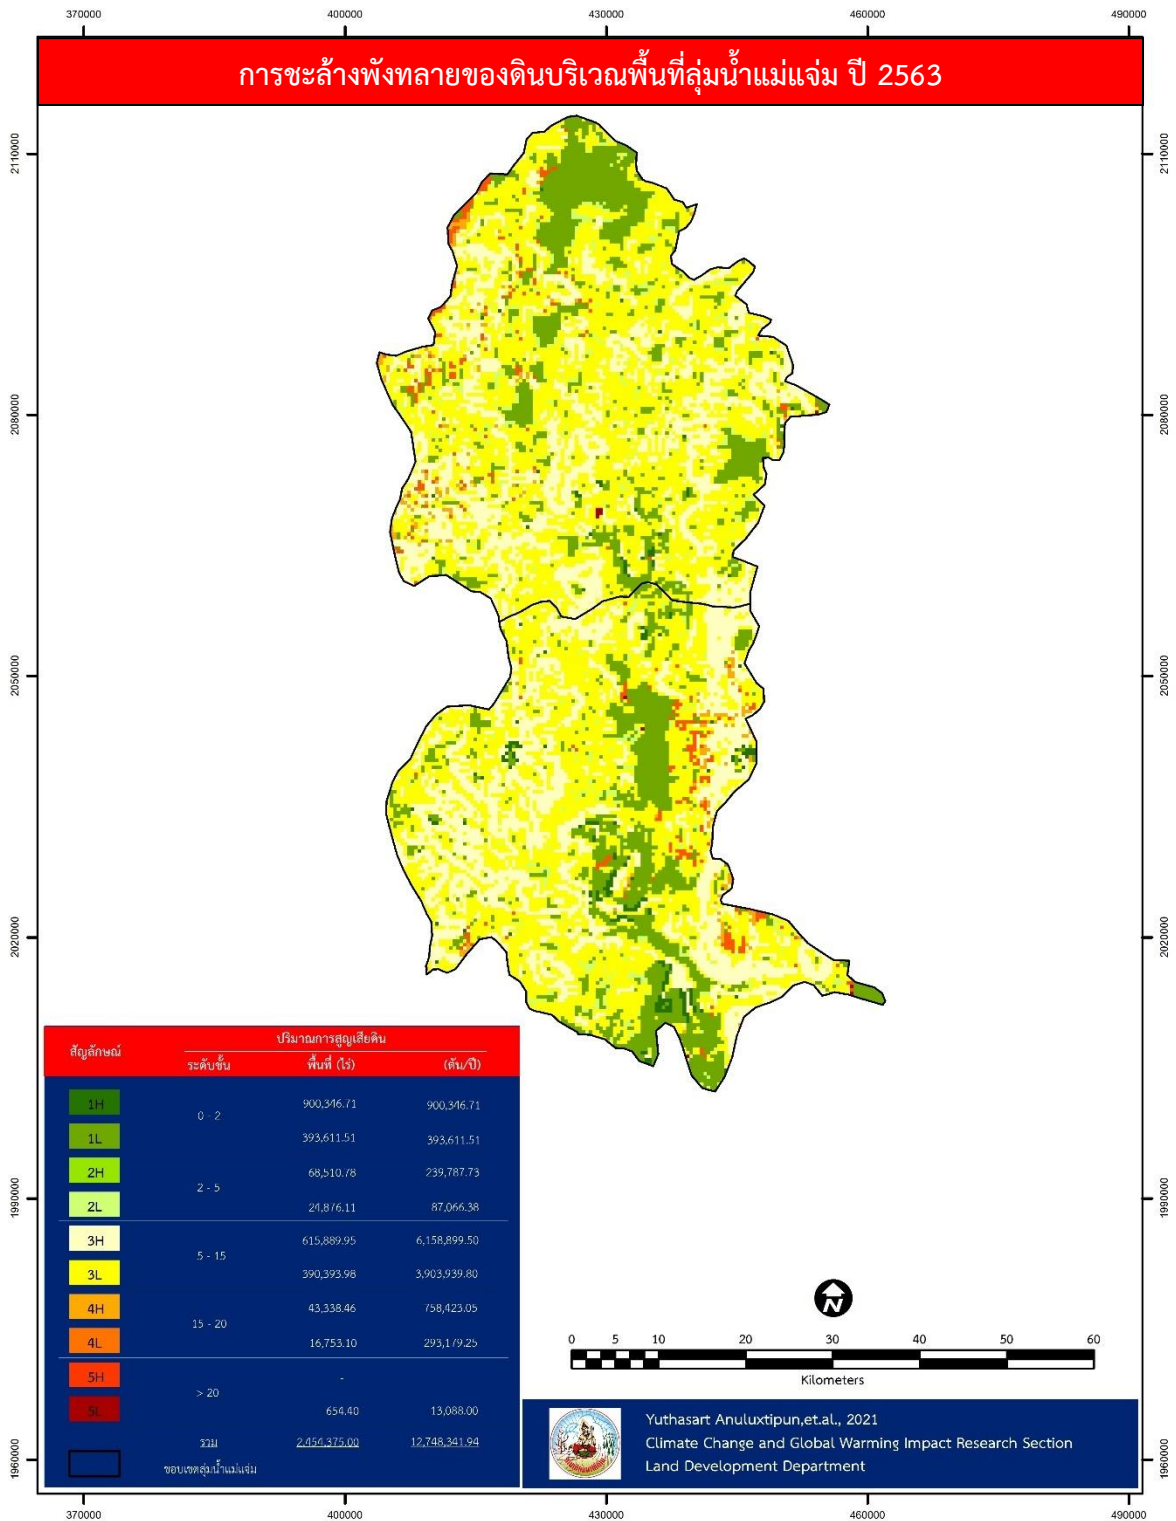 370000 400000 430000 460000 490000
การชะล้างพังทลายของดินบริเวณพื้นที่ลุ่มน้ำแม่แจ่ม ปี 2563
2110000 2110000
2080000 2080000
2050000 2050000
2020000 2020000
1990000 1990000
1960000 1960000
สัญลักษณ์ ปริมาณการสูญเสียดิน
ระดับชั้น พื้นที่ (ไร่) (ตัน/ปี)
1H 0 - 2 900,346.71 900,346.71
1L 393,611.51 393,611.51
2H 2 - 5 68,510.78 239,787.73
2L 24,876.11 87,066.38
3H 5 - 15 615,889.95 6,158,899.50
3L 390,393.98 3,903,939.80
4H 15 - 20 43,338.46 758,423.05
4L 16,753.10 293,179.25
5H > 20 -
5L 654.40 13,088.00
รวม 2,454,375.00 12,748,341.94
ขอบเขตลุ่มน้ำแม่แจ่ม
N
0 5 10 20 30 40 50 60
Kilometers
Yuthasart Anuluxtipun,et.al., 2021
Climate Change and Global Warming Impact Research Section
Land Development Department
370000 400000 430000 460000 490000